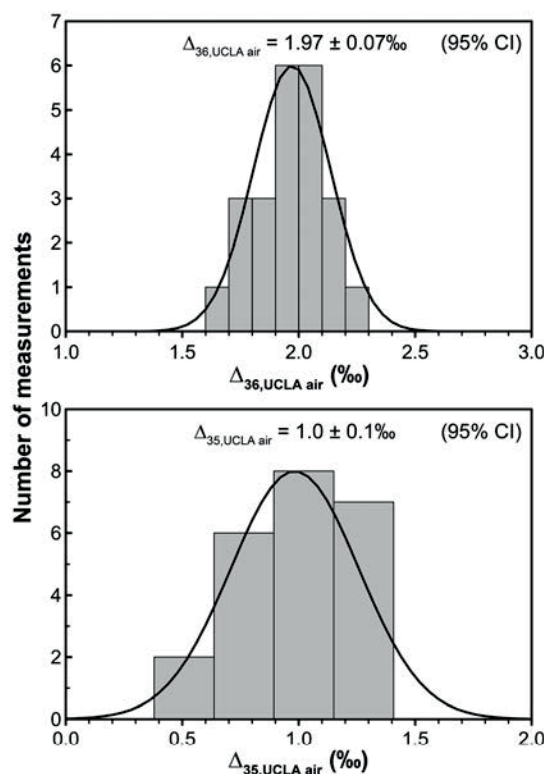 Δ36,UCLA air = 1.97 ± 0.07‰ (95% CI)
7
6
5
4
3
2
1
0
1.0 1.5 2.0 2.5 3.0
Δ36,UCLA air (‰)
Number of measurements
Δ35,UCLA air = 1.0 ± 0.1‰ (95% CI)
10
8
6
4
2
0
0.0 0.5 1.0 1.5 2.0
Δ35,UCLA air (‰)